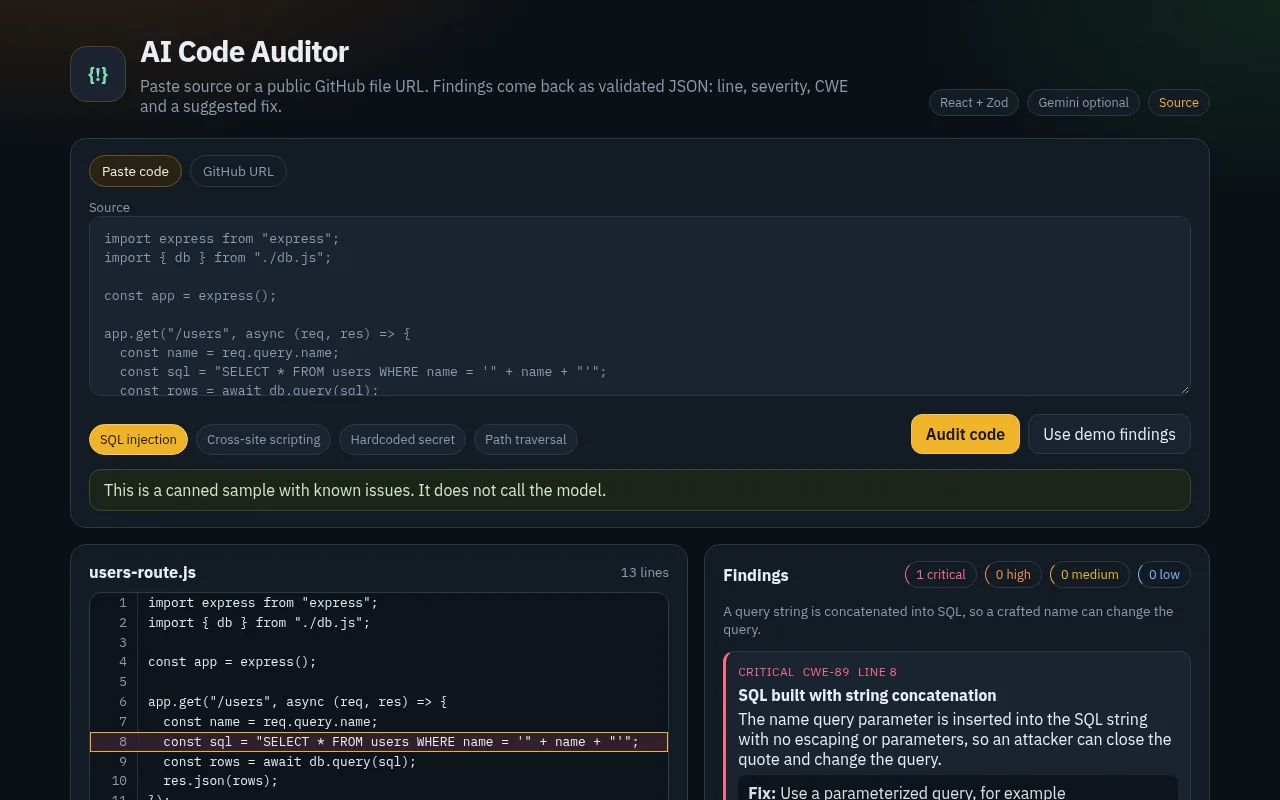 {!}
AI Code Auditor
Paste source or a public GitHub file URL. Findings come back as validated JSON: line, severity, CWE
and a suggested fix.
React + Zod
Gemini optional
Source
Paste code
GitHub URL
Source
import express from "express";
import { db } from "./db.js";
const app = express();
app.get("/users", async (req, res) => {
const name = req.query.name;
const sql = "SELECT * FROM users WHERE name = '" + name + "'";
const rows = await db.query(sql);
SQL injection
Cross-site scripting
Hardcoded secret
Path traversal
Audit code
Use demo findings
This is a canned sample with known issues. It does not call the model.
users-route.js
13 lines
1 import express from "express";
2 import { db } from "./db.js";
3
4 const app = express();
5
6 app.get("/users", async (req, res) => {
7 const name = req.query.name;
8 const sql = "SELECT * FROM users WHERE name = '" + name + "'";
9 const rows = await db.query(sql);
10 res.json(rows);
11 });
Findings
1 critical
0 high
0 medium
0 low
A query string is concatenated into SQL, so a crafted name can change the
query.
CRITICAL CWE-89 LINE 8
SQL built with string concatenation
The name query parameter is inserted into the SQL string
with no escaping or parameters, so an attacker can close the
quote and change the query.
Fix: Use a parameterized query, for example